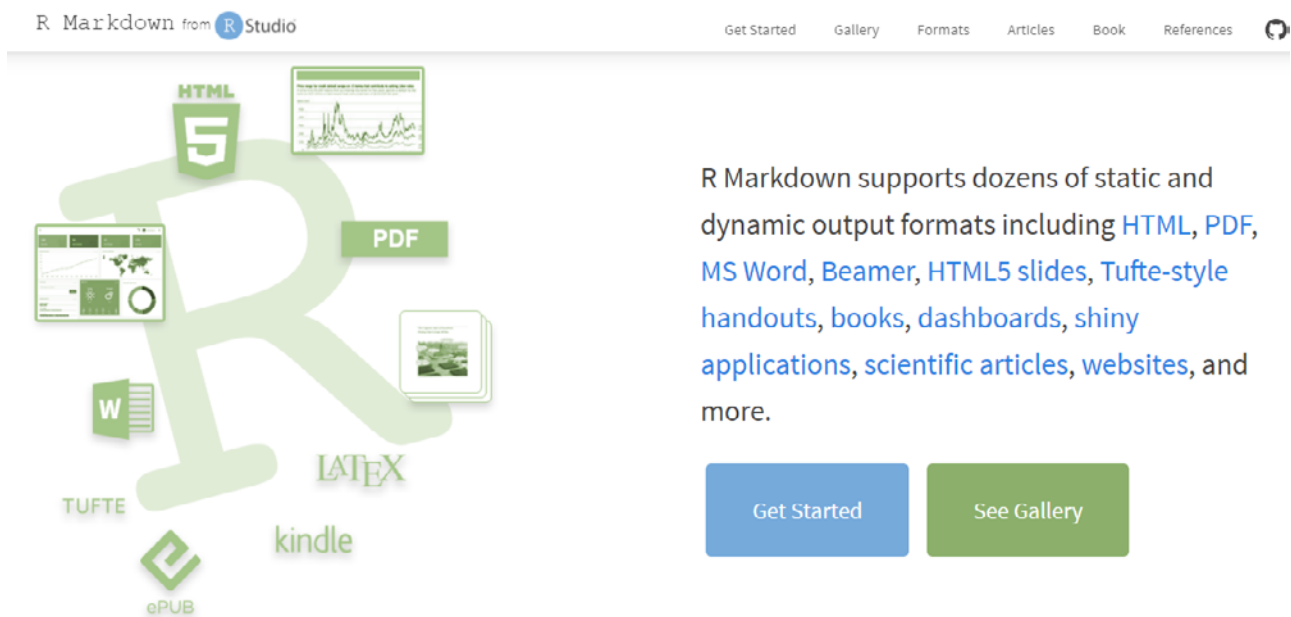 R Markdown from R Studio
Get Started Gallery Formats Articles Book References
HTML
5
PDF
W
LATEX
TUFTE
kindle
ePUB
R Markdown supports dozens of static and
dynamic output formats including HTML, PDF,
MS Word, Beamer, HTML5 slides, Tufte-style
handouts, books, dashboards, shiny
applications, scientific articles, websites, and
more.
Get Started See Gallery